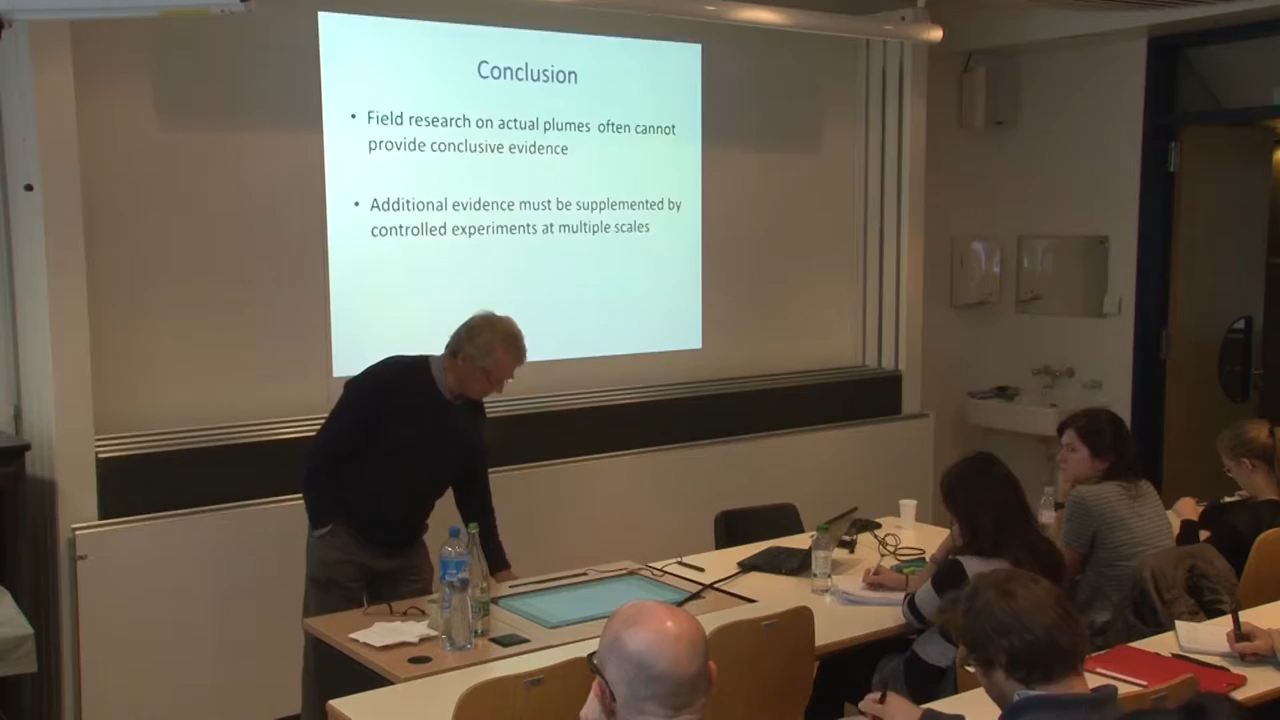 Conclusion
• Field research on actual plumes often cannot
provide conclusive evidence
• Additional evidence must be supplemented by
controlled experiments at multiple scales